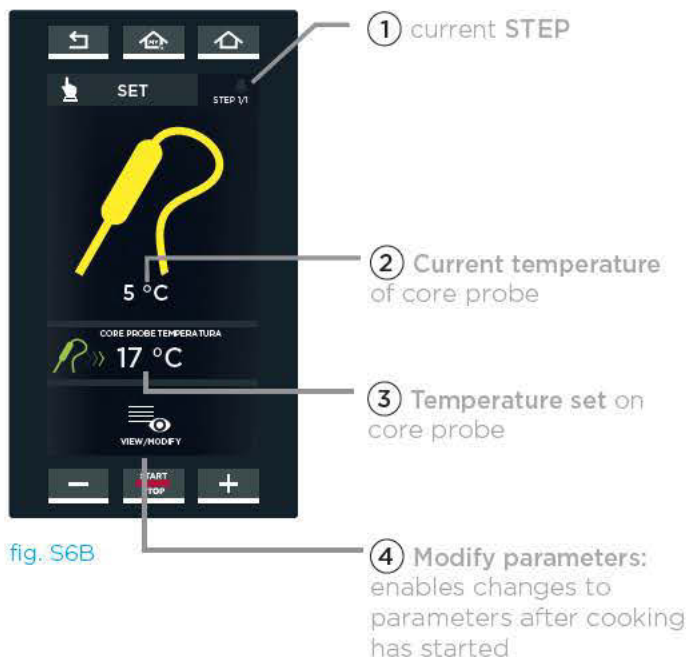 MY
SET
STEP 1/1
5 °C
CORE PROBE TEMPERATURA
17 °C
VIEW/MODIFY
START
STOP
fig. S6B
1 current STEP
2 Current temperature
of core probe
3 Temperature set on
core probe
4 Modify parameters:
enables changes to
parameters after cooking
has started